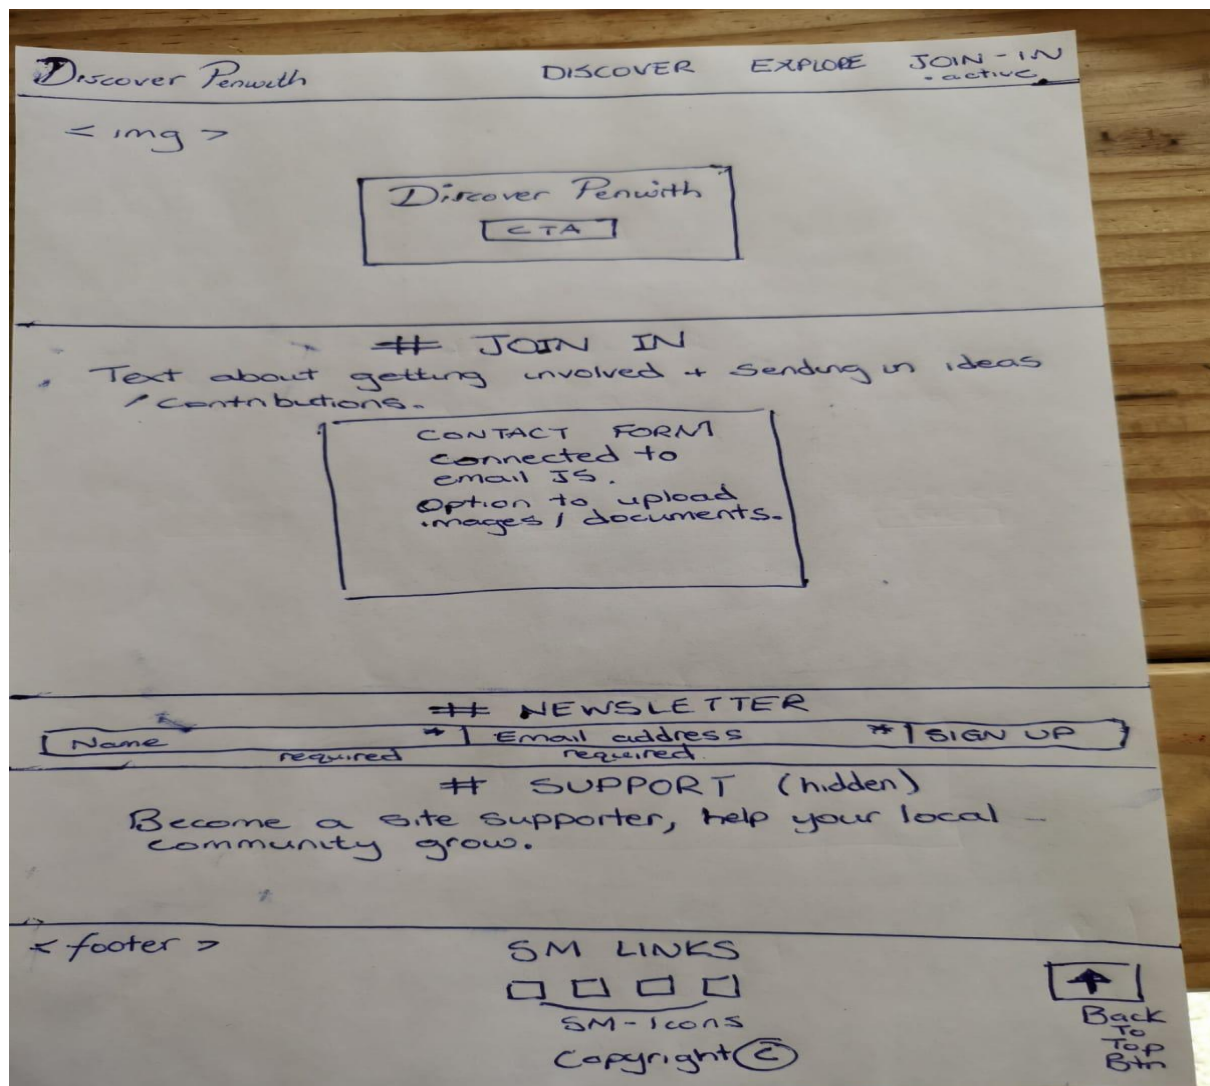 Discover Penwith DISCOVER EXPLORE JOIN-IN
.active
< img >
Discover Penwith
CTA
# JOIN IN
Text about getting involved + sending in ideas
/ contributions.
CONTACT FORM
connected to
email JS.
Option to upload
images / documents.
# NEWSLETTER
Name * Email address * SIGN UP
required required
# SUPPORT (hidden)
Become a site supporter, help your local
community grow.
< footer > SM LINKS
SM-Icons
Copyright ©
Back
To
Top
Btn